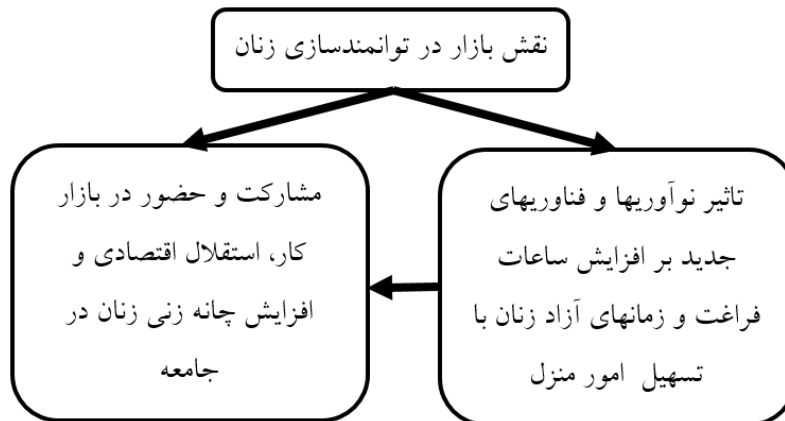 نقش بازار در توانمندسازی زنان
تاثیر نوآوریها و فناوریهای
جدید بر افزایش ساعات
فراغت و زمانهای آزاد زنان با
تسهیل امور منزل
مشارکت و حضور در بازار
کار، استقلال اقتصادی و
افزایش چانه زنی زنان در
جامعه